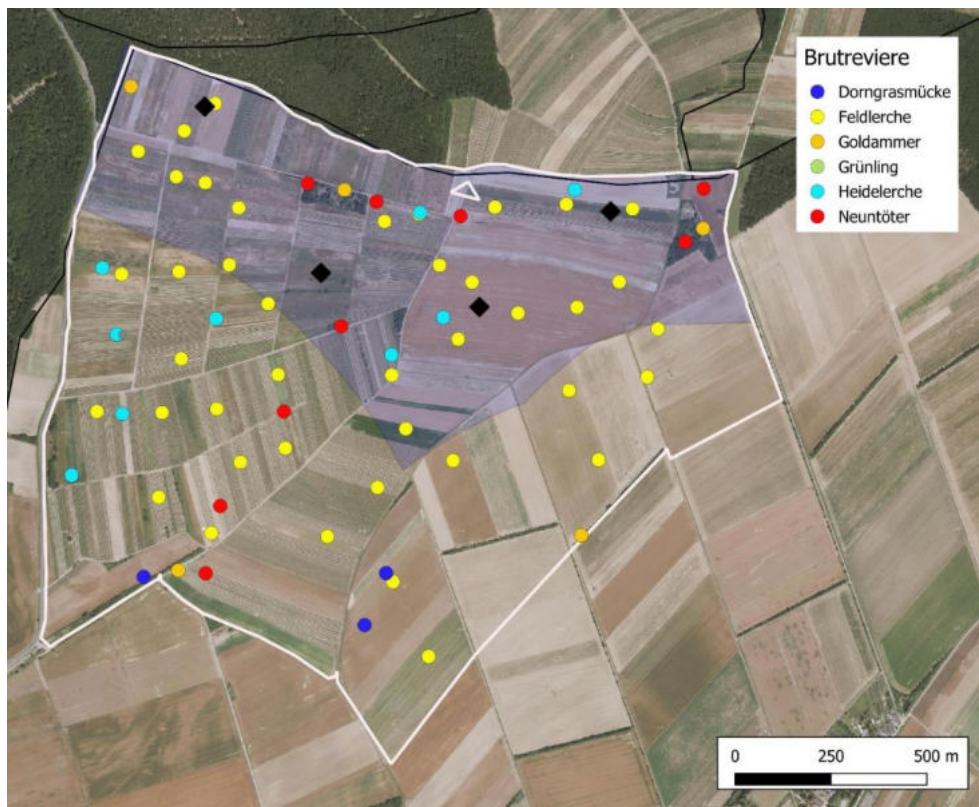 Brutreviere
Dorngrasmücke
Feldlerche
Goldammer
Grünling
Heidelerche
Neuntöter
0 250 500 m